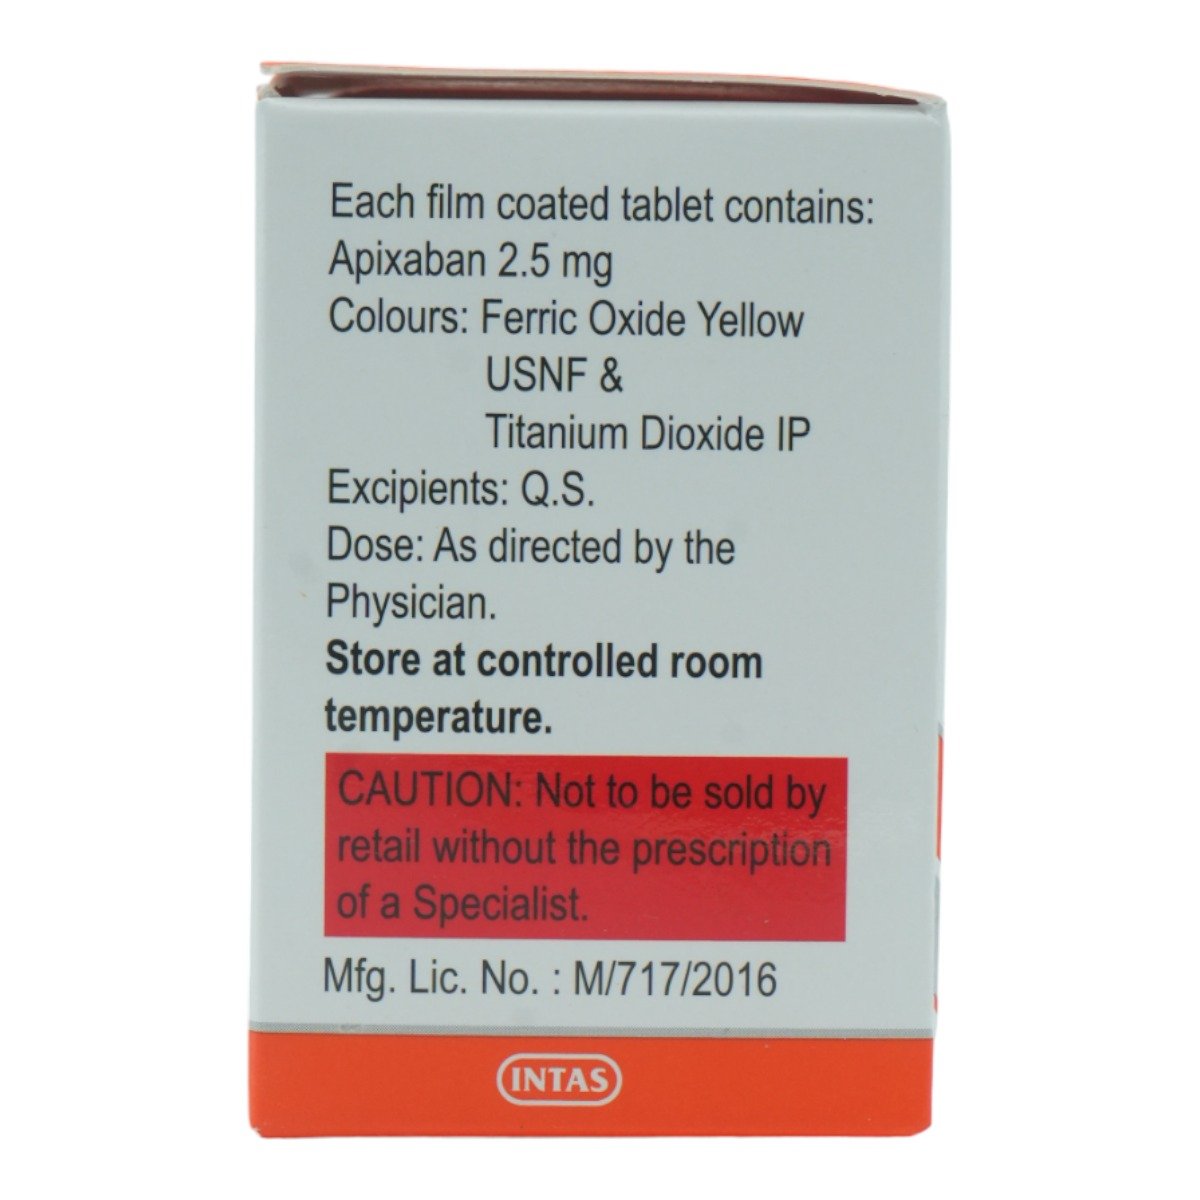 Each film coated tablet contains:
Apixaban 2.5 mg
Colours: Ferric Oxide Yellow
USNF &
Titanium Dioxide IP
Excipients: Q.S.
Dose: As directed by the
Physician.
Store at controlled room
temperature.
CAUTION: Not to be sold by
retail without the prescription
of a Specialist.
Mfg. Lic. No. : M/717/2016
INTAS